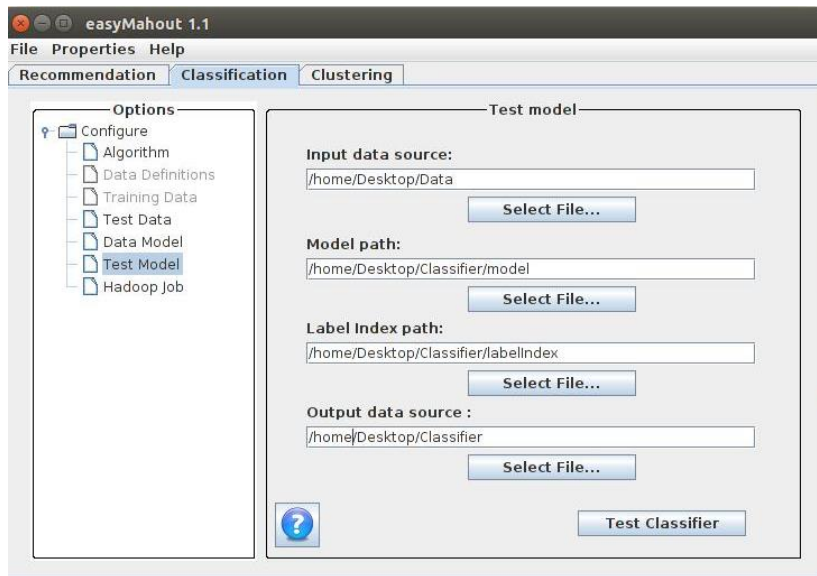 easyMahout 1.1
File Properties Help
Recommendation Classification Clustering
Options
Configure
Algorithm
Data Definitions
Training Data
Test Data
Data Model
Test Model
Hadoop Job
Test model
Input data source:
/home/Desktop/Data
Select File...
Model path:
/home/Desktop/Classifier/model
Select File...
Label Index path:
/home/Desktop/Classifier/labelIndex
Select File...
Output data source :
/home/Desktop/Classifier
Select File...
?
Test Classifier